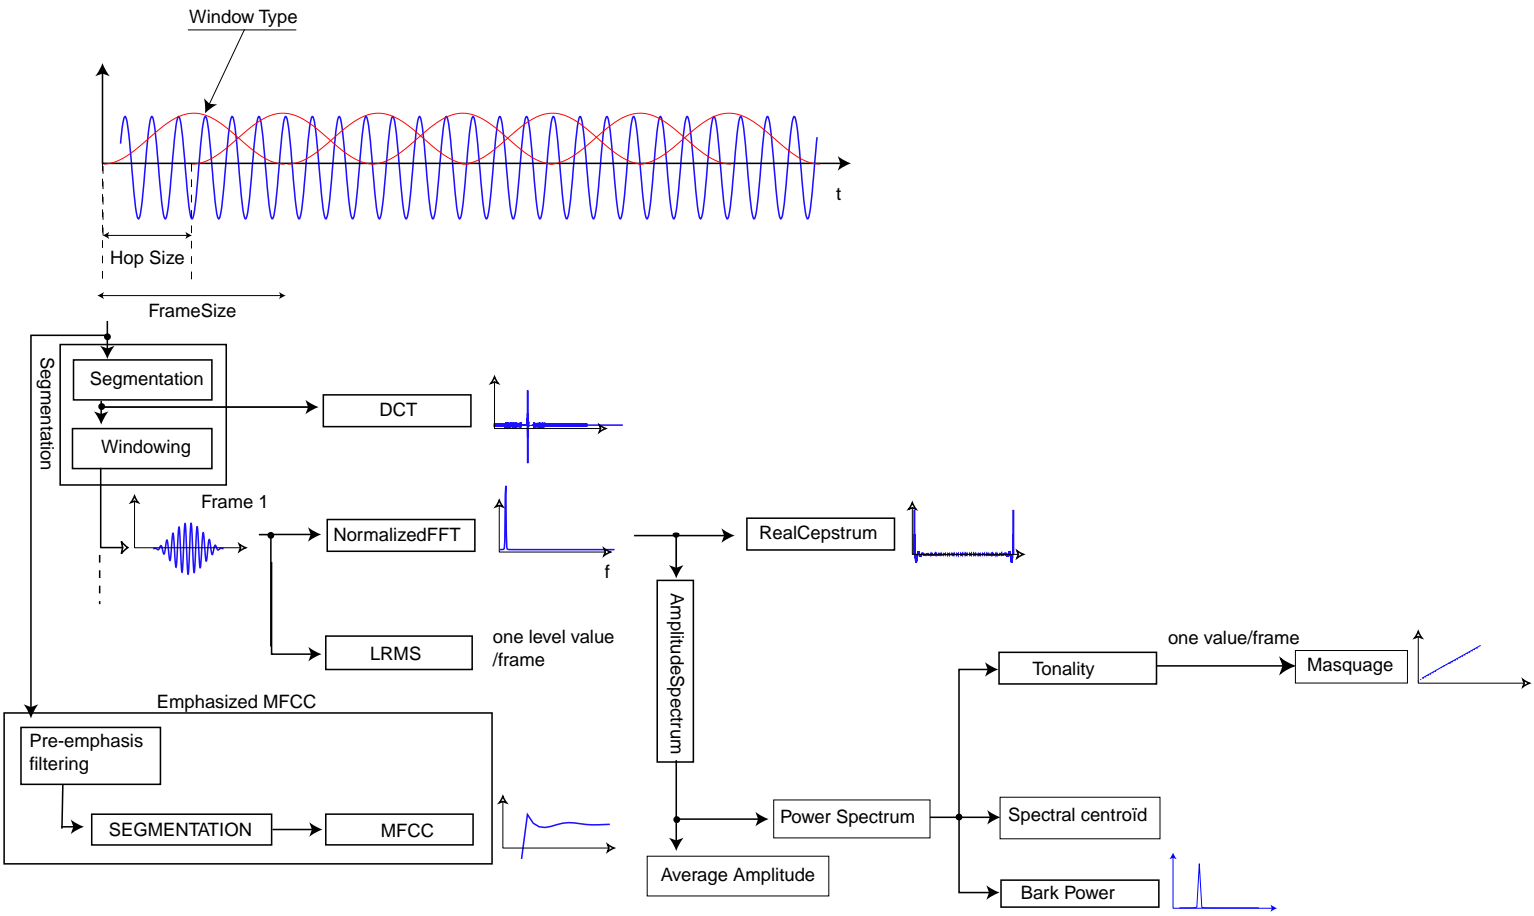 Window Type
t
Hop Size
FrameSize
Segmentation
Segmentation
Windowing
DCT
Frame 1
NormalizedFFT
f
RealCepstrum
LRMS
one level value
/frame
AmplitudeSpectrum
one value/frame
Tonality
Masquage
Emphasized MFCC
Pre-emphasis
filtering
SEGMENTATION
MFCC
Power Spectrum
Spectral centroïd
Average Amplitude
Bark Power